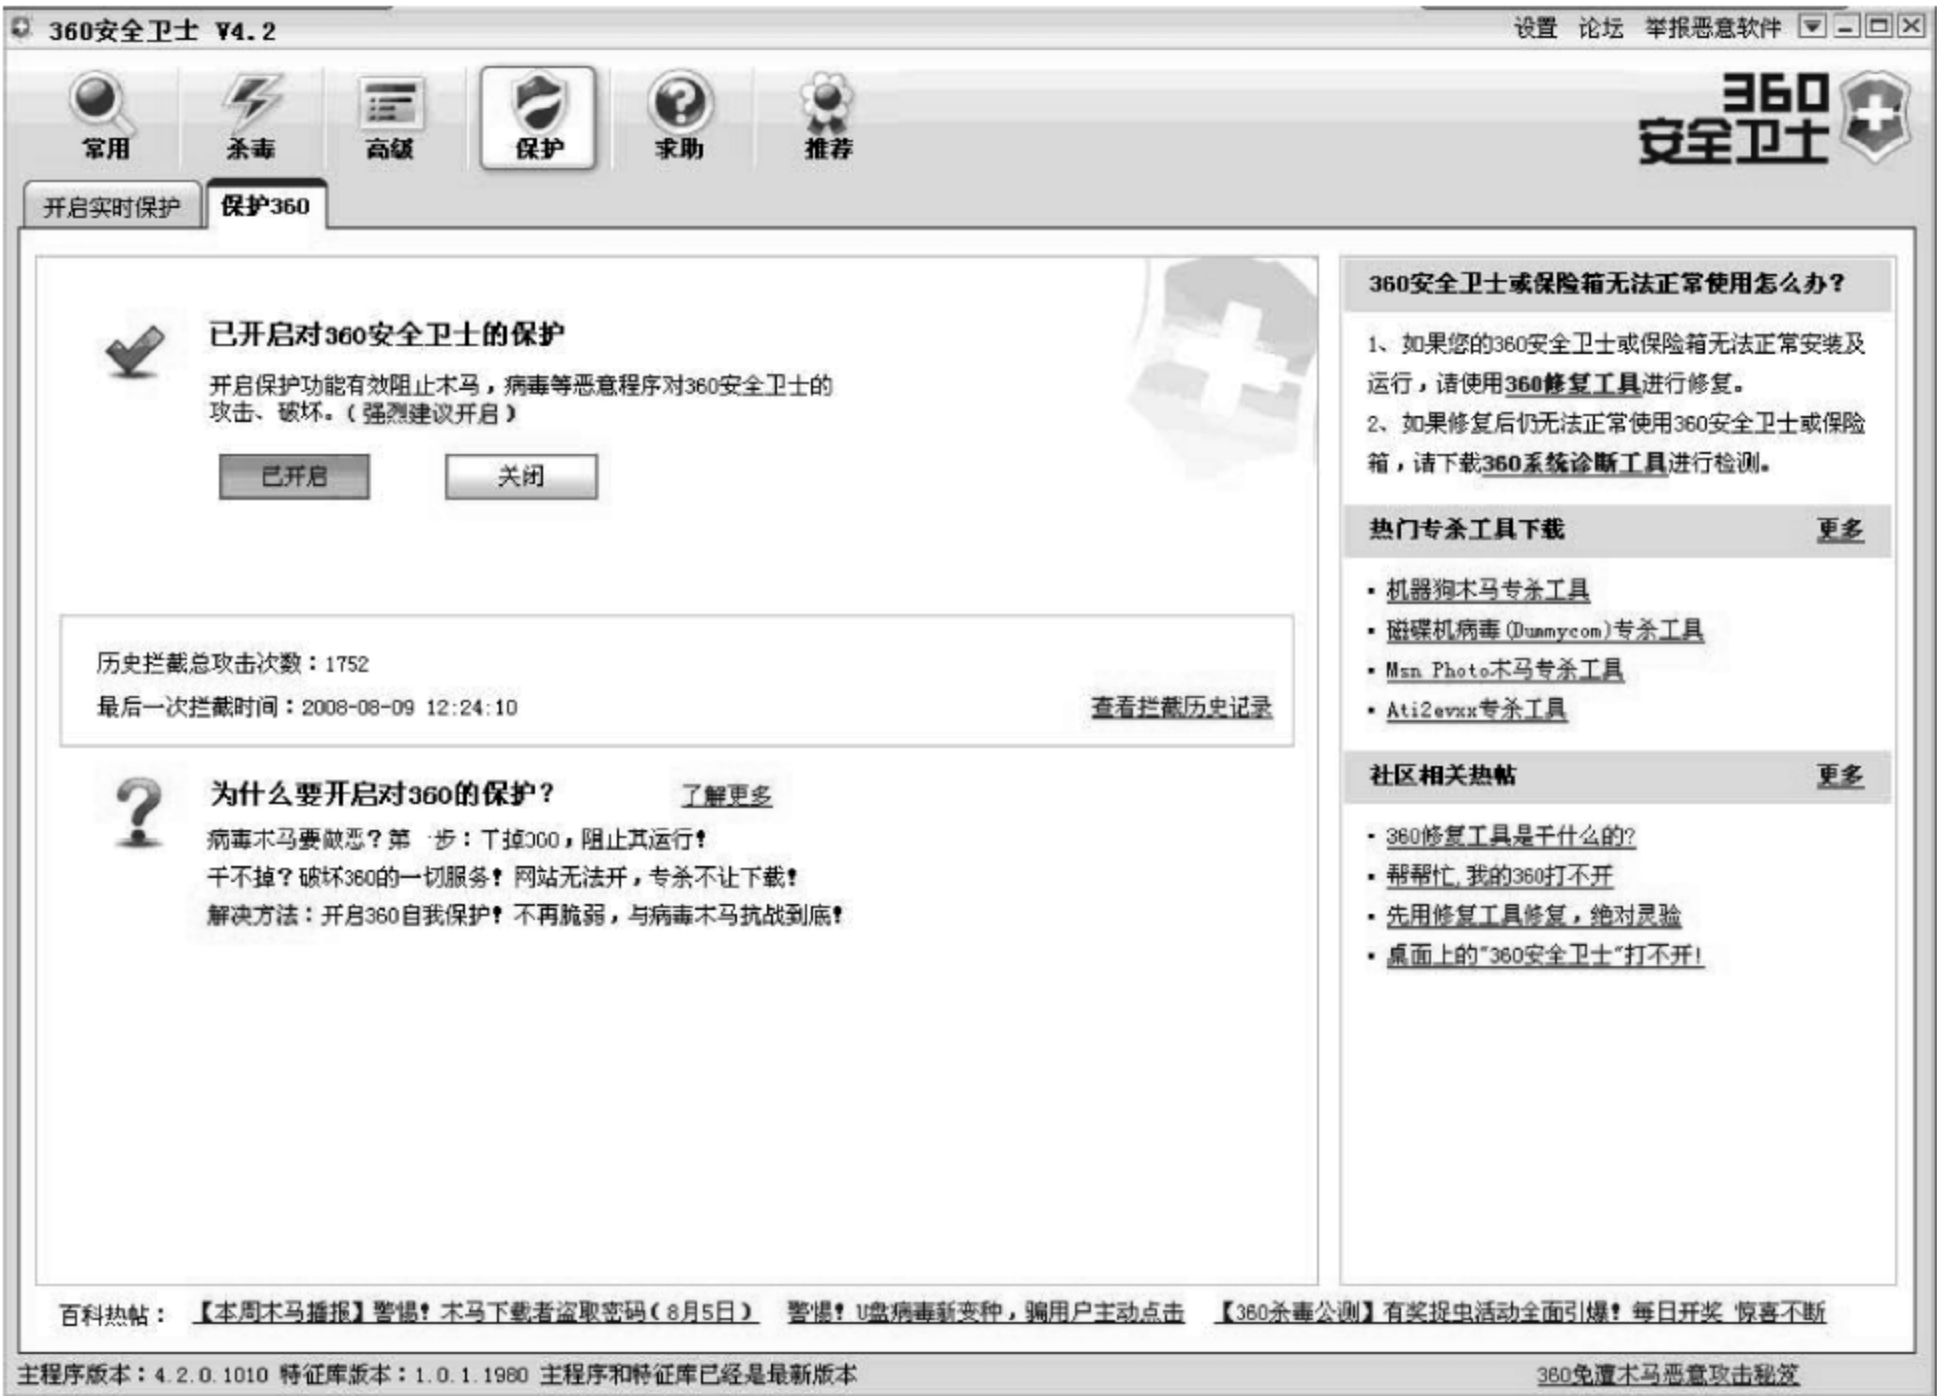 360安全卫士 V4.2
设置 论坛 举报恶意软件
常用 杀毒 高级 保护 求助 推荐
360
安全卫士
开启实时保护 保护360
已开启对360安全卫士的保护
开启保护功能有效阻止木马，病毒等恶意程序对360安全卫士的
攻击、破坏。（强烈建议开启）
已开启 关闭
历史拦截总攻击次数：1752
最后一次拦截时间：2008-08-09 12:24:10 查看拦截历史记录
为什么要开启对360的保护？ 了解更多
病毒木马要做恶？第一步：干掉360，阻止其运行！
干不掉？破坏360的一切服务！网站无法开，专杀不让下载！
解决方法：开启360自我保护！不再脆弱，与病毒木马抗战到底！
360安全卫士或保险箱无法正常使用怎么办？
1、如果您的360安全卫士或保险箱无法正常安装及
运行，请使用360修复工具进行修复。
2、如果修复后仍无法正常使用360安全卫士或保险
箱，请下载360系统诊断工具进行检测。
热门专杀工具下载 更多
机器狗木马专杀工具
磁碟机病毒(Dummycom)专杀工具
Msn Photo木马专杀工具
Ati2evxx专杀工具
社区相关热帖 更多
360修复工具是干什么的?
帮帮忙,我的360打不开
先用修复工具修复，绝对灵验
桌面上的"360安全卫士"打不开!
百科热帖： 【本周木马播报】警惕！木马下载者盗取密码（8月5日） 警惕！U盘病毒新变种，骗用户主动点击 【360杀毒公测】有奖捉虫活动全面引爆！每日开奖 惊喜不断
主程序版本：4.2.0.1010 特征库版本：1.0.1.1980 主程序和特征库已经是最新版本 360免遭木马恶意攻击秘笈